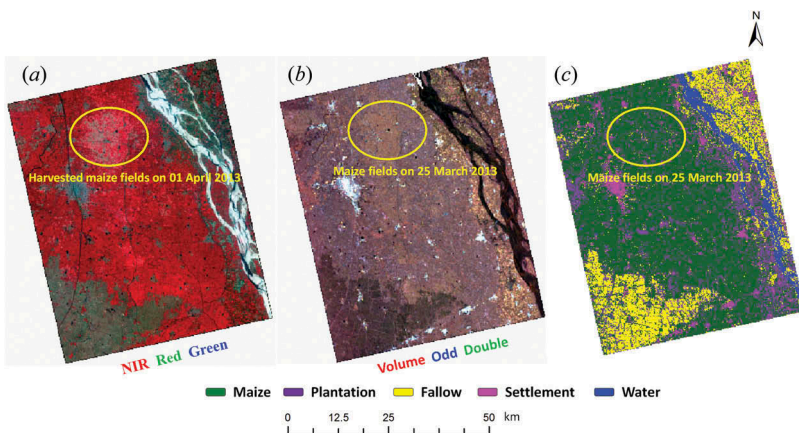 N
(a)
(b)
(c)
Harvested maize fields on 01 April 2013
Maize fields on 25 March 2013
Maize fields on 25 March 2013
NIR Red Green
Volume Odd Double
Maize Plantation Fallow Settlement Water
0 12.5 25 50 km